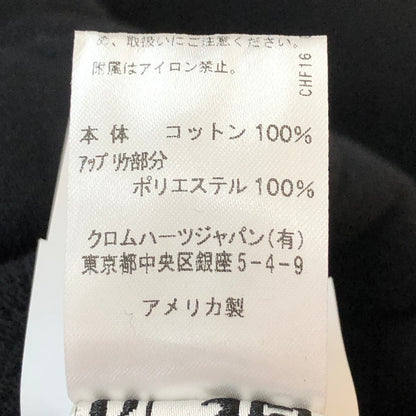 め、取扱いにご注意ください。
附属はアイロン禁止。
CHF16
本体 コットン100%
アップリケ部分
ポリエステル100%
クロムハーツジャパン(有)
東京都中央区銀座5-4-9
アメリカ製